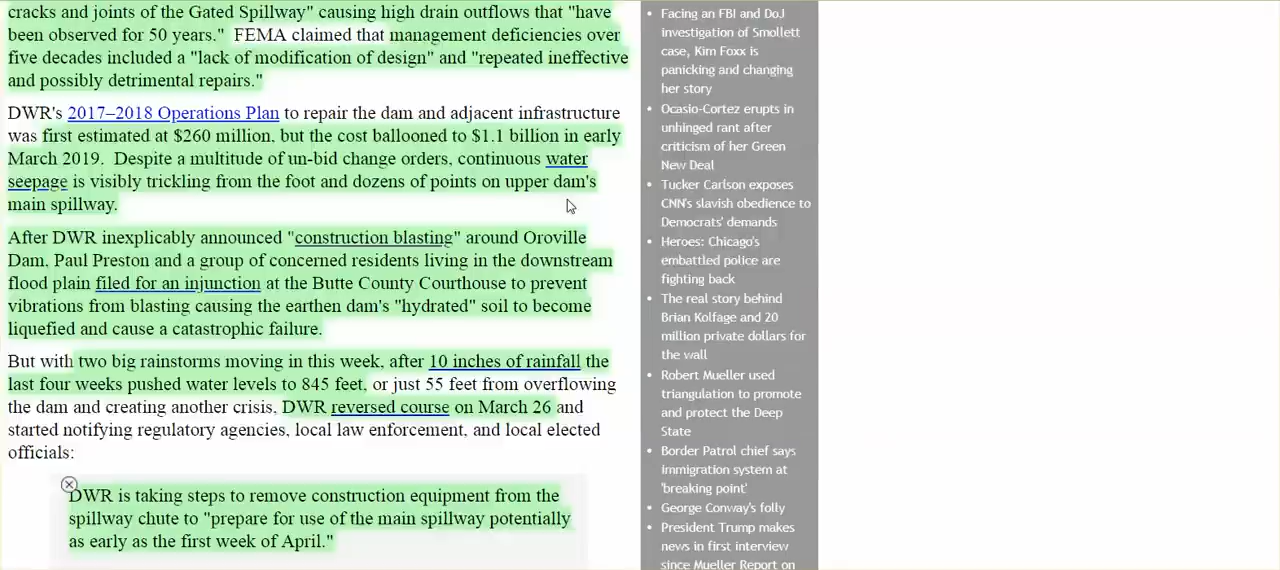 cracks and joints of the Gated Spillway" causing high drain outflows that "have
been observed for 50 years."  FEMA claimed that management deficiencies over
five decades included a "lack of modification of design" and "repeated ineffective
and possibly detrimental repairs."
DWR's 2017–2018 Operations Plan to repair the dam and adjacent infrastructure
was first estimated at $260 million, but the cost ballooned to $1.1 billion in early
March 2019.  Despite a multitude of un-bid change orders, continuous water
seepage is visibly trickling from the foot and dozens of points on upper dam's
main spillway.
After DWR inexplicably announced "construction blasting" around Oroville
Dam, Paul Preston and a group of concerned residents living in the downstream
flood plain filed for an injunction at the Butte County Courthouse to prevent
vibrations from blasting causing the earthen dam's "hydrated" soil to become
liquefied and cause a catastrophic failure.
But with two big rainstorms moving in this week, after 10 inches of rainfall the
last four weeks pushed water levels to 845 feet, or just 55 feet from overflowing
the dam and creating another crisis, DWR reversed course on March 26 and
started notifying regulatory agencies, local law enforcement, and local elected
officials:
DWR is taking steps to remove construction equipment from the
spillway chute to "prepare for use of the main spillway potentially
as early as the first week of April."
• Facing an FBI and DoJ
investigation of Smollett
case, Kim Foxx is
panicking and changing
her story
• Ocasio-Cortez erupts in
unhinged rant after
criticism of her Green
New Deal
• Tucker Carlson exposes
CNN's slavish obedience to
Democrats' demands
• Heroes: Chicago's
embattled police are
fighting back
• The real story behind
Brian Kolfage and 20
million private dollars for
the wall
• Robert Mueller used
triangulation to promote
and protect the Deep
State
• Border Patrol chief says
immigration system at
'breaking point'
• George Conway's folly
• President Trump makes
news in first interview
since Mueller Report on